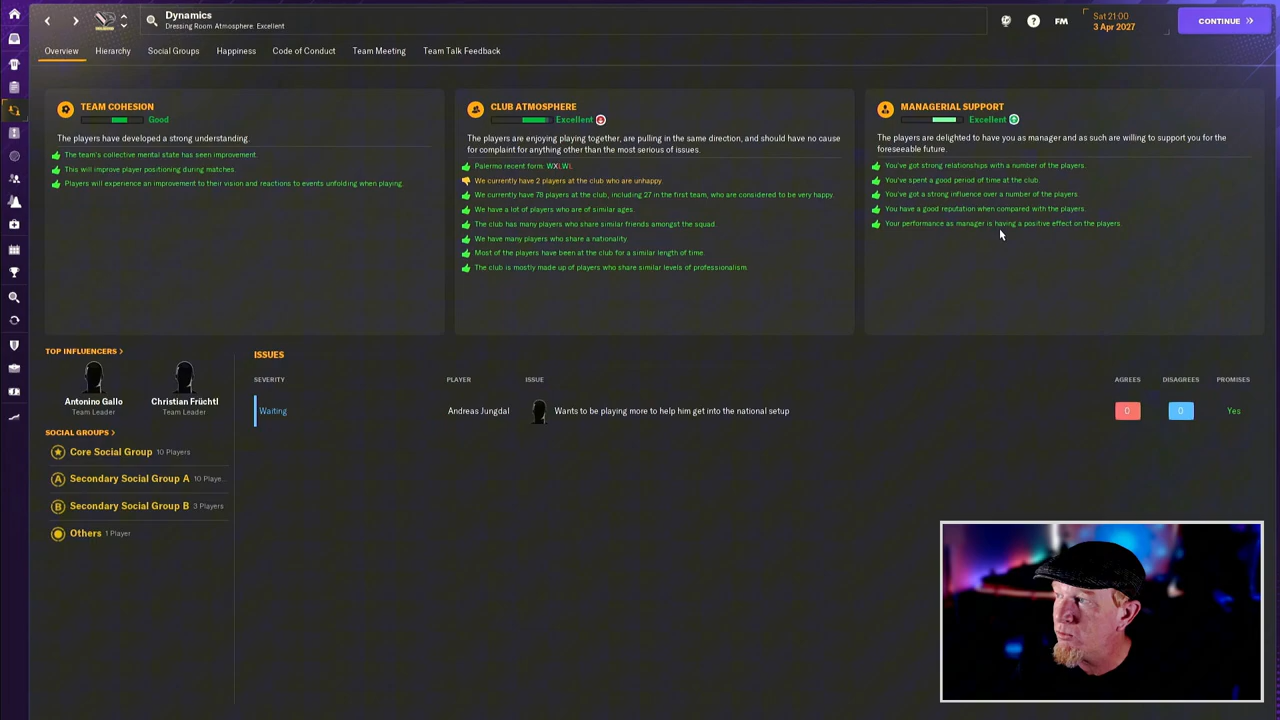 Dynamics
Dressing Room Atmosphere: Excellent
FM
Sat 21:00
3 Apr 2027
CONTINUE
Overview
Hierarchy
Social Groups
Happiness
Code of Conduct
Team Meeting
Team Talk Feedback
TEAM COHESION
Good
The players have developed a strong understanding.
The team's collective mental state has seen improvement.
This will improve player positioning during matches.
Players will experience an improvement to their vision and reactions to events unfolding when playing.
CLUB ATMOSPHERE
Excellent
The players are enjoying playing together, are pulling in the same direction, and should have no cause
for complaint for anything other than the most serious of issues.
Palermo recent form: WXLWL
We currently have 2 players at the club who are unhappy.
We currently have 78 players at the club, including 27 in the first team, who are considered to be very happy.
We have a lot of players who are of similar ages.
The club has many players who share similar friends amongst the squad.
We have many players who share a nationality.
Most of the players have been at the club for a similar length of time.
The club is mostly made up of players who share similar levels of professionalism.
MANAGERIAL SUPPORT
Excellent
The players are delighted to have you as manager and as such are willing to support you for the
foreseeable future.
You've got strong relationships with a number of the players.
You've spent a good period of time at the club.
You've got a strong influence over a number of the players.
You have a good reputation when compared with the players.
Your performance as manager is having a positive effect on the players.
TOP INFLUENCERS >
Antonino Gallo
Team Leader
Christian Früchtl
Team Leader
SOCIAL GROUPS >
Core Social Group 10 Players
A Secondary Social Group A 10 Playe...
B Secondary Social Group B 3 Players
Others 1 Player
ISSUES
SEVERITY
PLAYER
ISSUE
AGREES
DISAGREES
PROMISES
Waiting
Andreas Jungdal
Wants to be playing more to help him get into the national setup
0
0
Yes